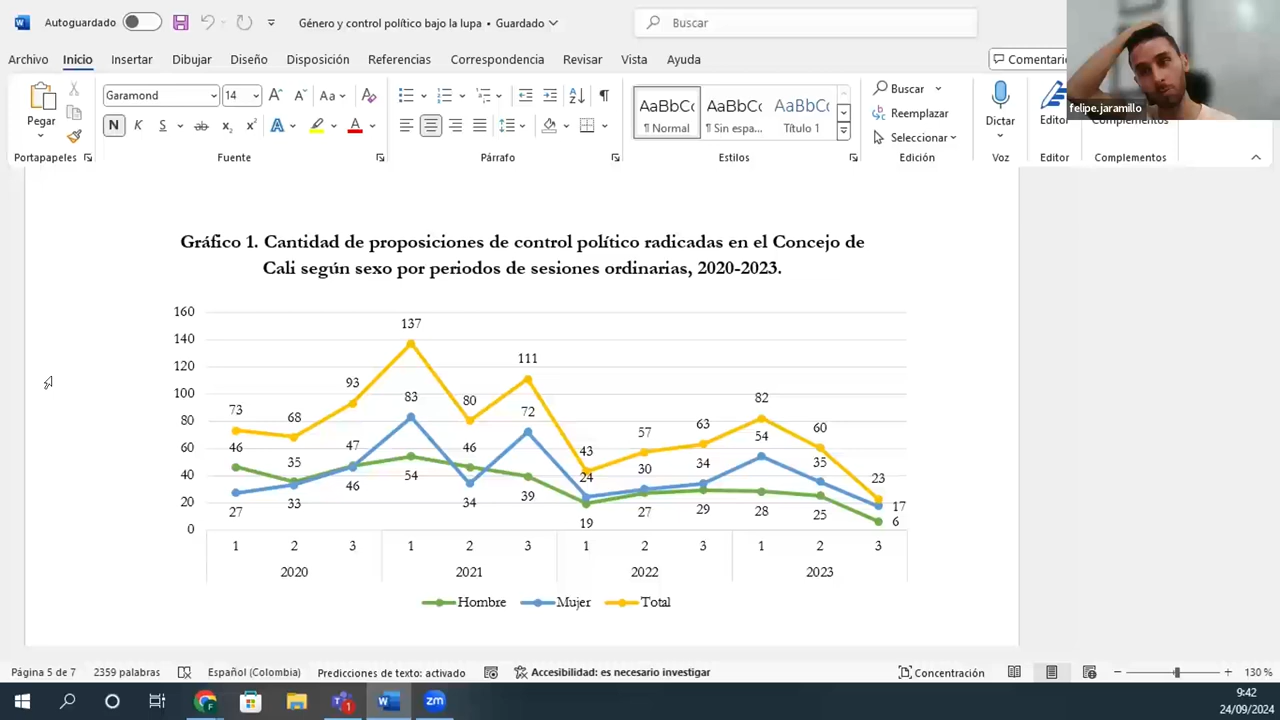 Autoguardado
Género y control político bajo la lupa • Guardado
Buscar
Archivo Inicio Insertar Dibujar Diseño Disposición Referencias Correspondencia Revisar Vista Ayuda
Comentario
felipe.jaramillo
Pegar
Garamond 14 Aa
N K S ab x₂ x² A A
AaBbCc AaBbCc AaBbCc
¶ Normal ¶ Sin espa... Título 1
Buscar
Reemplazar
Seleccionar
Dictar
Editor
Complementos
Portapapeles Fuente Párrafo Estilos Edición Voz Editor Complementos
Gráfico 1. Cantidad de proposiciones de control político radicadas en el Concejo de
Cali según sexo por periodos de sesiones ordinarias, 2020-2023.
160
140
120
100
80
60
40
20
0
73 68 93 137 80 111 43 57 63 82 60 23
46 35 47 54 46 39 19 27 29 28 25 6
27 33 46 83 34 72 24 30 34 54 35 17
1 2 3 1 2 3 1 2 3 1 2 3
2020 2021 2022 2023
Hombre Mujer Total
Página 5 de 7 2359 palabras Español (Colombia) Predicciones de texto: activado Accesibilidad: es necesario investigar Concentración 130 %
zm
9:42
24/09/2024